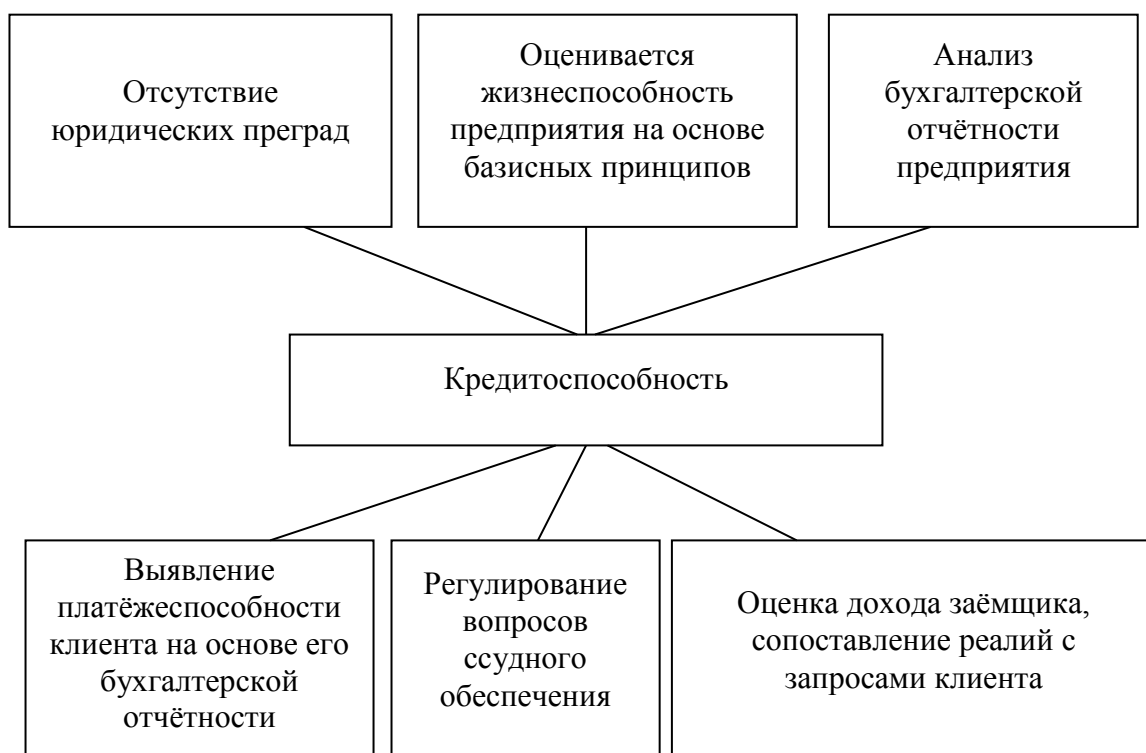 Отсутствие
юридических преград
Оценивается
жизнеспособность
предприятия на основе
базисных принципов
Анализ
бухгалтерской
отчётности
предприятия
Кредитоспособность
Выявление
платёжеспособности
клиента на основе его
бухгалтерской
отчётности
Регулирование
вопросов
ссудного
обеспечения
Оценка дохода заёмщика,
сопоставление реалий с
запросами клиента